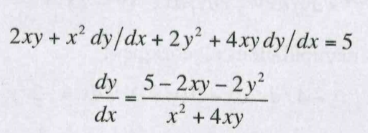 2xy + x² dy/dx + 2y² + 4xy dy/dx = 5
dy/dx = (5 − 2xy − 2y²)/(x² + 4xy)